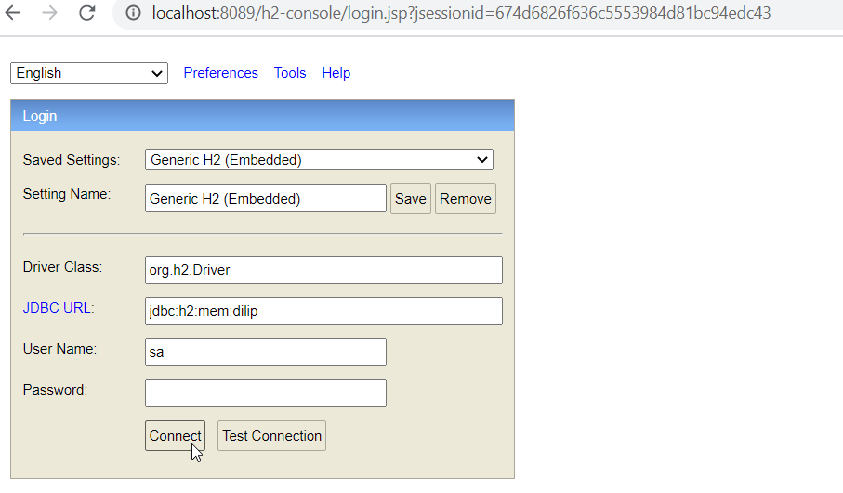 localhost:8089/h2-console/login.jsp?jsessionid=674d6826f636c5553984d81bc94edc43
English Preferences Tools Help
Login
Saved Settings: Generic H2 (Embedded)
Setting Name: Generic H2 (Embedded) Save Remove
Driver Class: org.h2.Driver
JDBC URL: jdbc:h2:mem:dilip
User Name: sa
Password:
Connect Test Connection